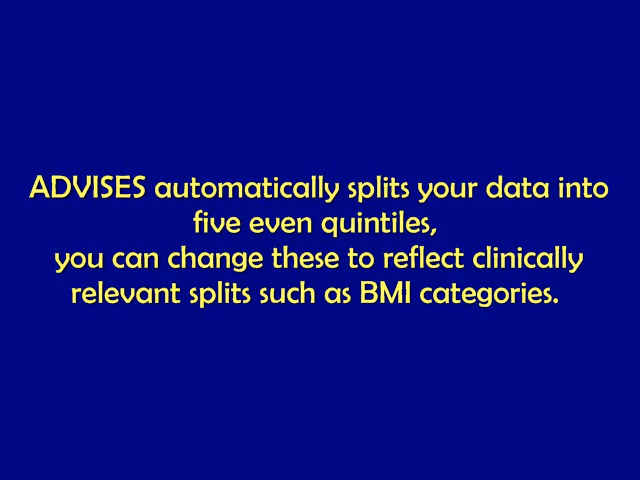 ADVISES automatically splits your data into
five even quintiles,
you can change these to reflect clinically
relevant splits such as BMI categories.